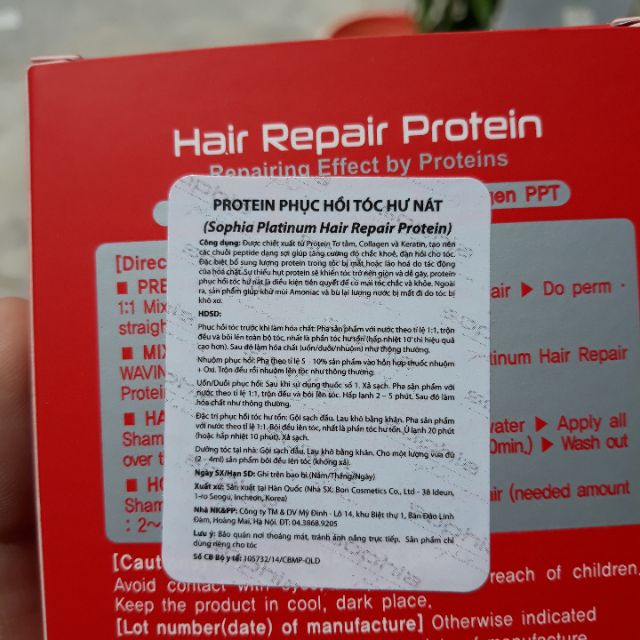 Hair Repair Protein
Repairing Effect by Proteins
gen PPT
PROTEIN PHỤC HỒI TÓC HƯ NÁT
(Sophia Platinum Hair Repair Protein)
Công dụng: Được chiết xuất từ Protein Tơ tằm, Collagen và Keratin, tạo nên
các chuỗi peptide dạng sợi giúp tăng cường độ chắc khoẻ, đàn hồi cho tóc.
Đặc biệt bổ sung lượng protein trong tóc bị mất hoặc lão hoá do tác động
của hóa chất. Sự thiếu hụt protein sẽ khiến tóc trở nên giòn và dễ gãy, protein
phục hồi tóc hư nát là điều kiện tiên quyết để có mái tóc chắc và khỏe. Ngoài
ra, sản phẩm giúp khử mùi Amoniac và bù lại lượng nước bị mất đi do tóc bị
khô xơ.
HDSD:
Phục hồi tóc trước khi làm hóa chất: Pha sản phẩm với nước theo tỉ lệ 1:1, trộn
đều và bôi lên toàn bộ tóc, nhất là phần tóc hư tổn (hấp nhiệt 10' thì hiệu quả
cao hơn). Sau đó làm hóa chất (uốn/duỗi/nhuộm) như thông thường.
Nhuộm phục hồi: Pha theo tỉ lệ 5 - 10% sản phẩm vào hỗn hợp thuốc nhuộm
+ Oxi. Trộn đều rồi nhuộm lên tóc như thông thường.
Uốn/Duỗi phục hồi: Sau khi sử dụng thuốc số 1. Xả sạch. Pha sản phẩm với
nước theo tỉ lệ 1:1, trộn đều và bôi lên tóc. Hấp lạnh 2 – 5 phút. Sau đó làm
hóa chất như thông thường.
Đặc trị phục hồi tóc hư tổn: Gội sạch đầu. Lau khô bằng khăn. Pha sản phẩm
với nước theo tỉ lệ 1:1. Bôi đều lên tóc, nhất là phần tóc hư tổn. Ủ lạnh 20 phút
(hoặc hấp nhiệt 10 phút). Xả sạch.
Dưỡng tóc tại nhà: Gội sạch đầu. Lau khô bằng khăn. Cho một lượng vừa đủ
(2 - 4ml) sản phẩm bôi đều lên tóc (không xả).
Ngày SX/Hạn SD: Ghi trên bao bì (Năm/Tháng/Ngày)
Xuất xứ: Sản xuất tại Hàn Quốc (Nhà SX: Bon Cosmetics Co., Ltd - 38 Ideun,
1-ro Seogu, Incheon, Korea)
Nhà NK&PP: Công ty TM & DV Mỹ Đình - Lô 14, khu Biệt thự 1, Bán Đảo Linh
Đàm, Hoàng Mai, Hà Nội. ĐT: 04.3868.9205
Lưu ý: Bảo quản nơi thoáng mát, tránh ánh nắng trực tiếp. Sản phẩm chỉ
dùng riêng cho tóc
Số CB Bộ y tế: 105732/14/CBMP-QLD
[Direc
■ PRE
air ▶ Do perm ·
1:1 Mix
straigh
■ MIX
tinum Hair Repair
WAVIN
Protei
■ HA
water ▶ Apply all
Sham
0min.) ▶ Wash out
over t
■ HO
air (needed amount
Sham
: 2~
[Caut
Avoid contact with eyes, reach of children.
Keep the product in cool, dark place.
[Lot number(date) of manufacture] Otherwise indicated